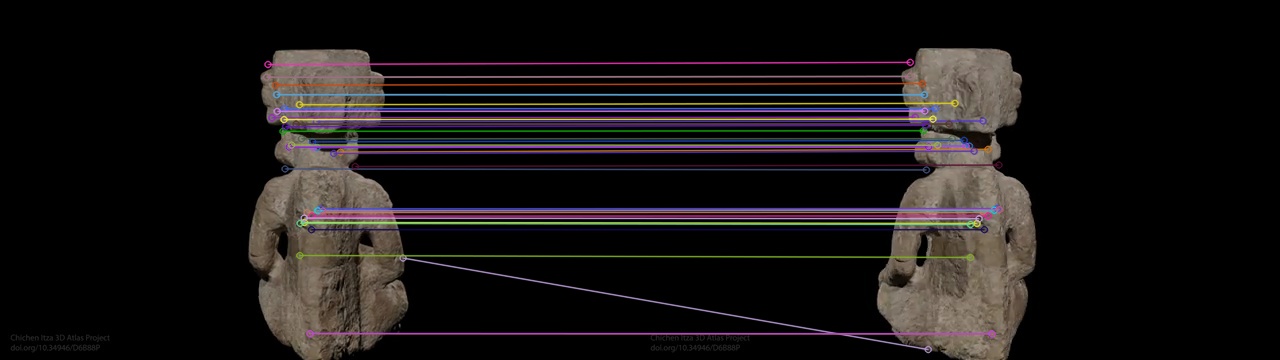 Chichen Itza 3D Atlas Project
doi.org/10.34946/D6B88P
Chichen Itza 3D Atlas Project
doi.org/10.34946/D6B88P